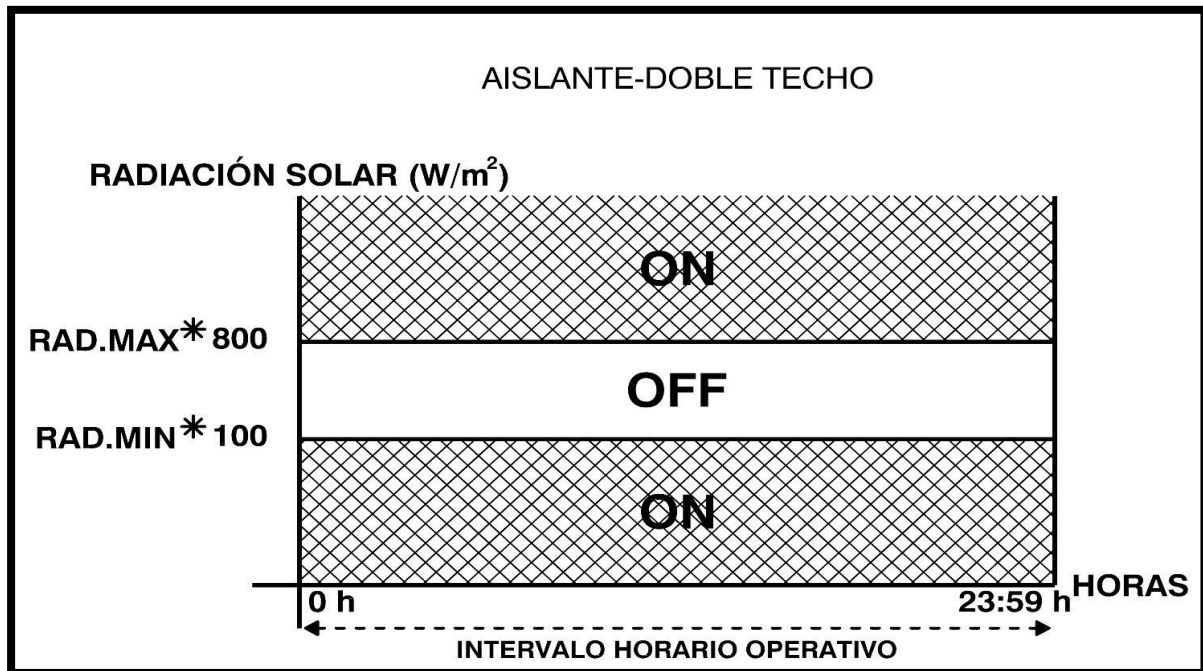 AISLANTE-DOBLE TECHO
RADIACIÓN SOLAR (W/m²)
ON
RAD.MAX* 800
OFF
RAD.MIN* 100
ON
0 h
23:59 h
HORAS
INTERVALO HORARIO OPERATIVO